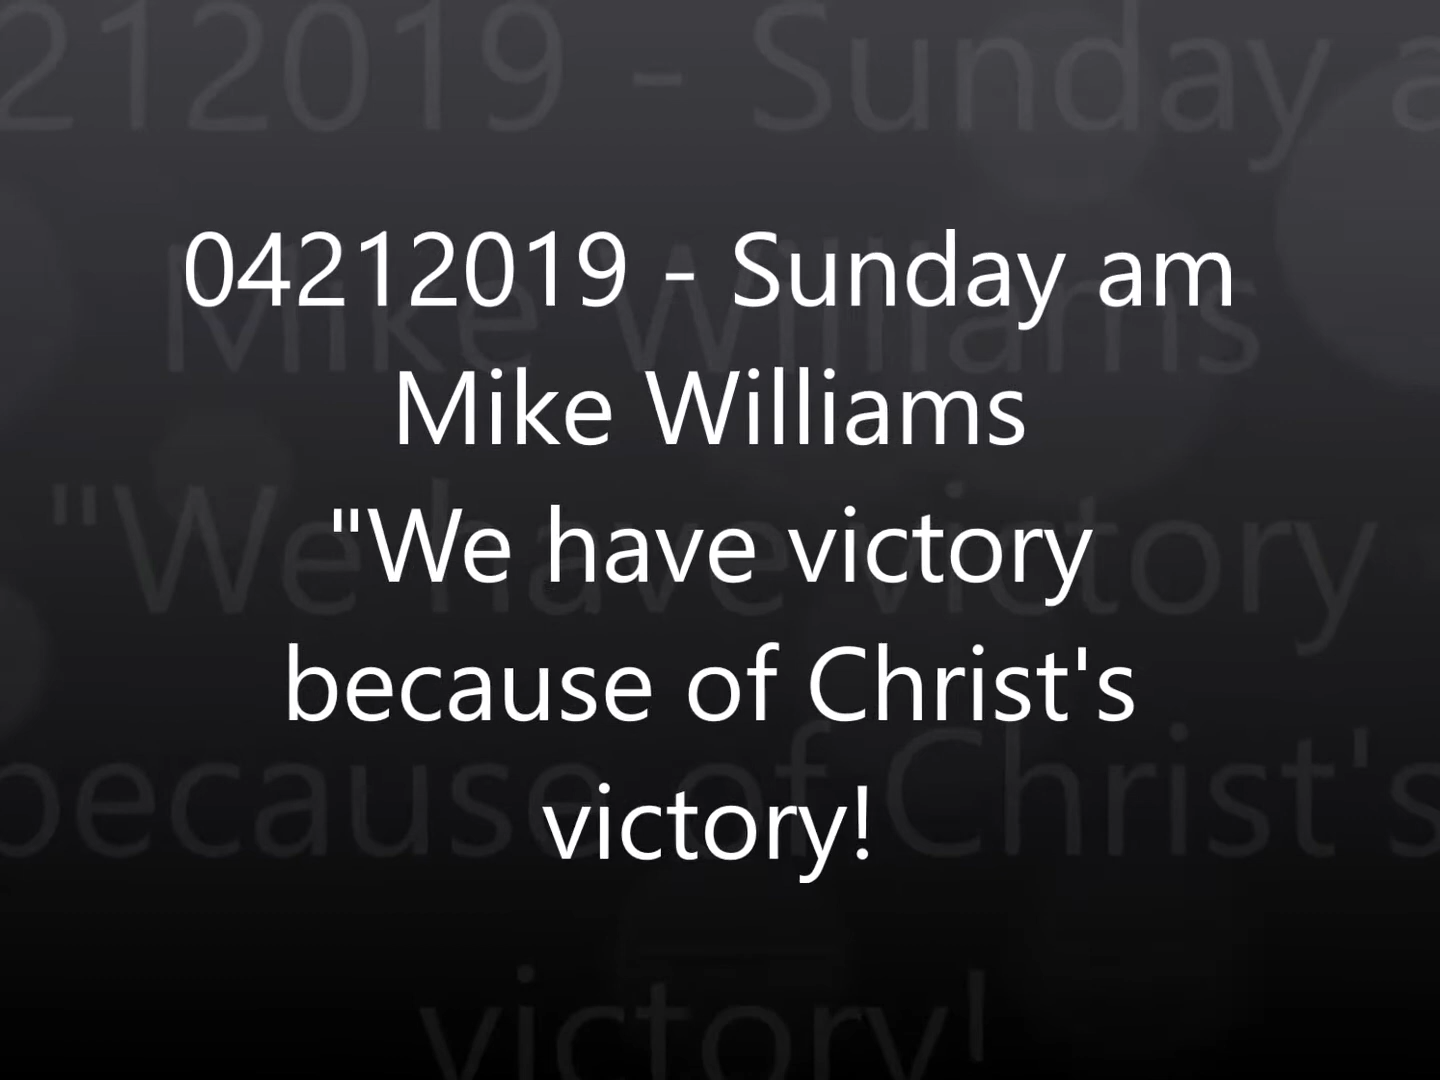 04212019 - Sunday am
Mike Williams
"We have victory
because of Christ's
victory!